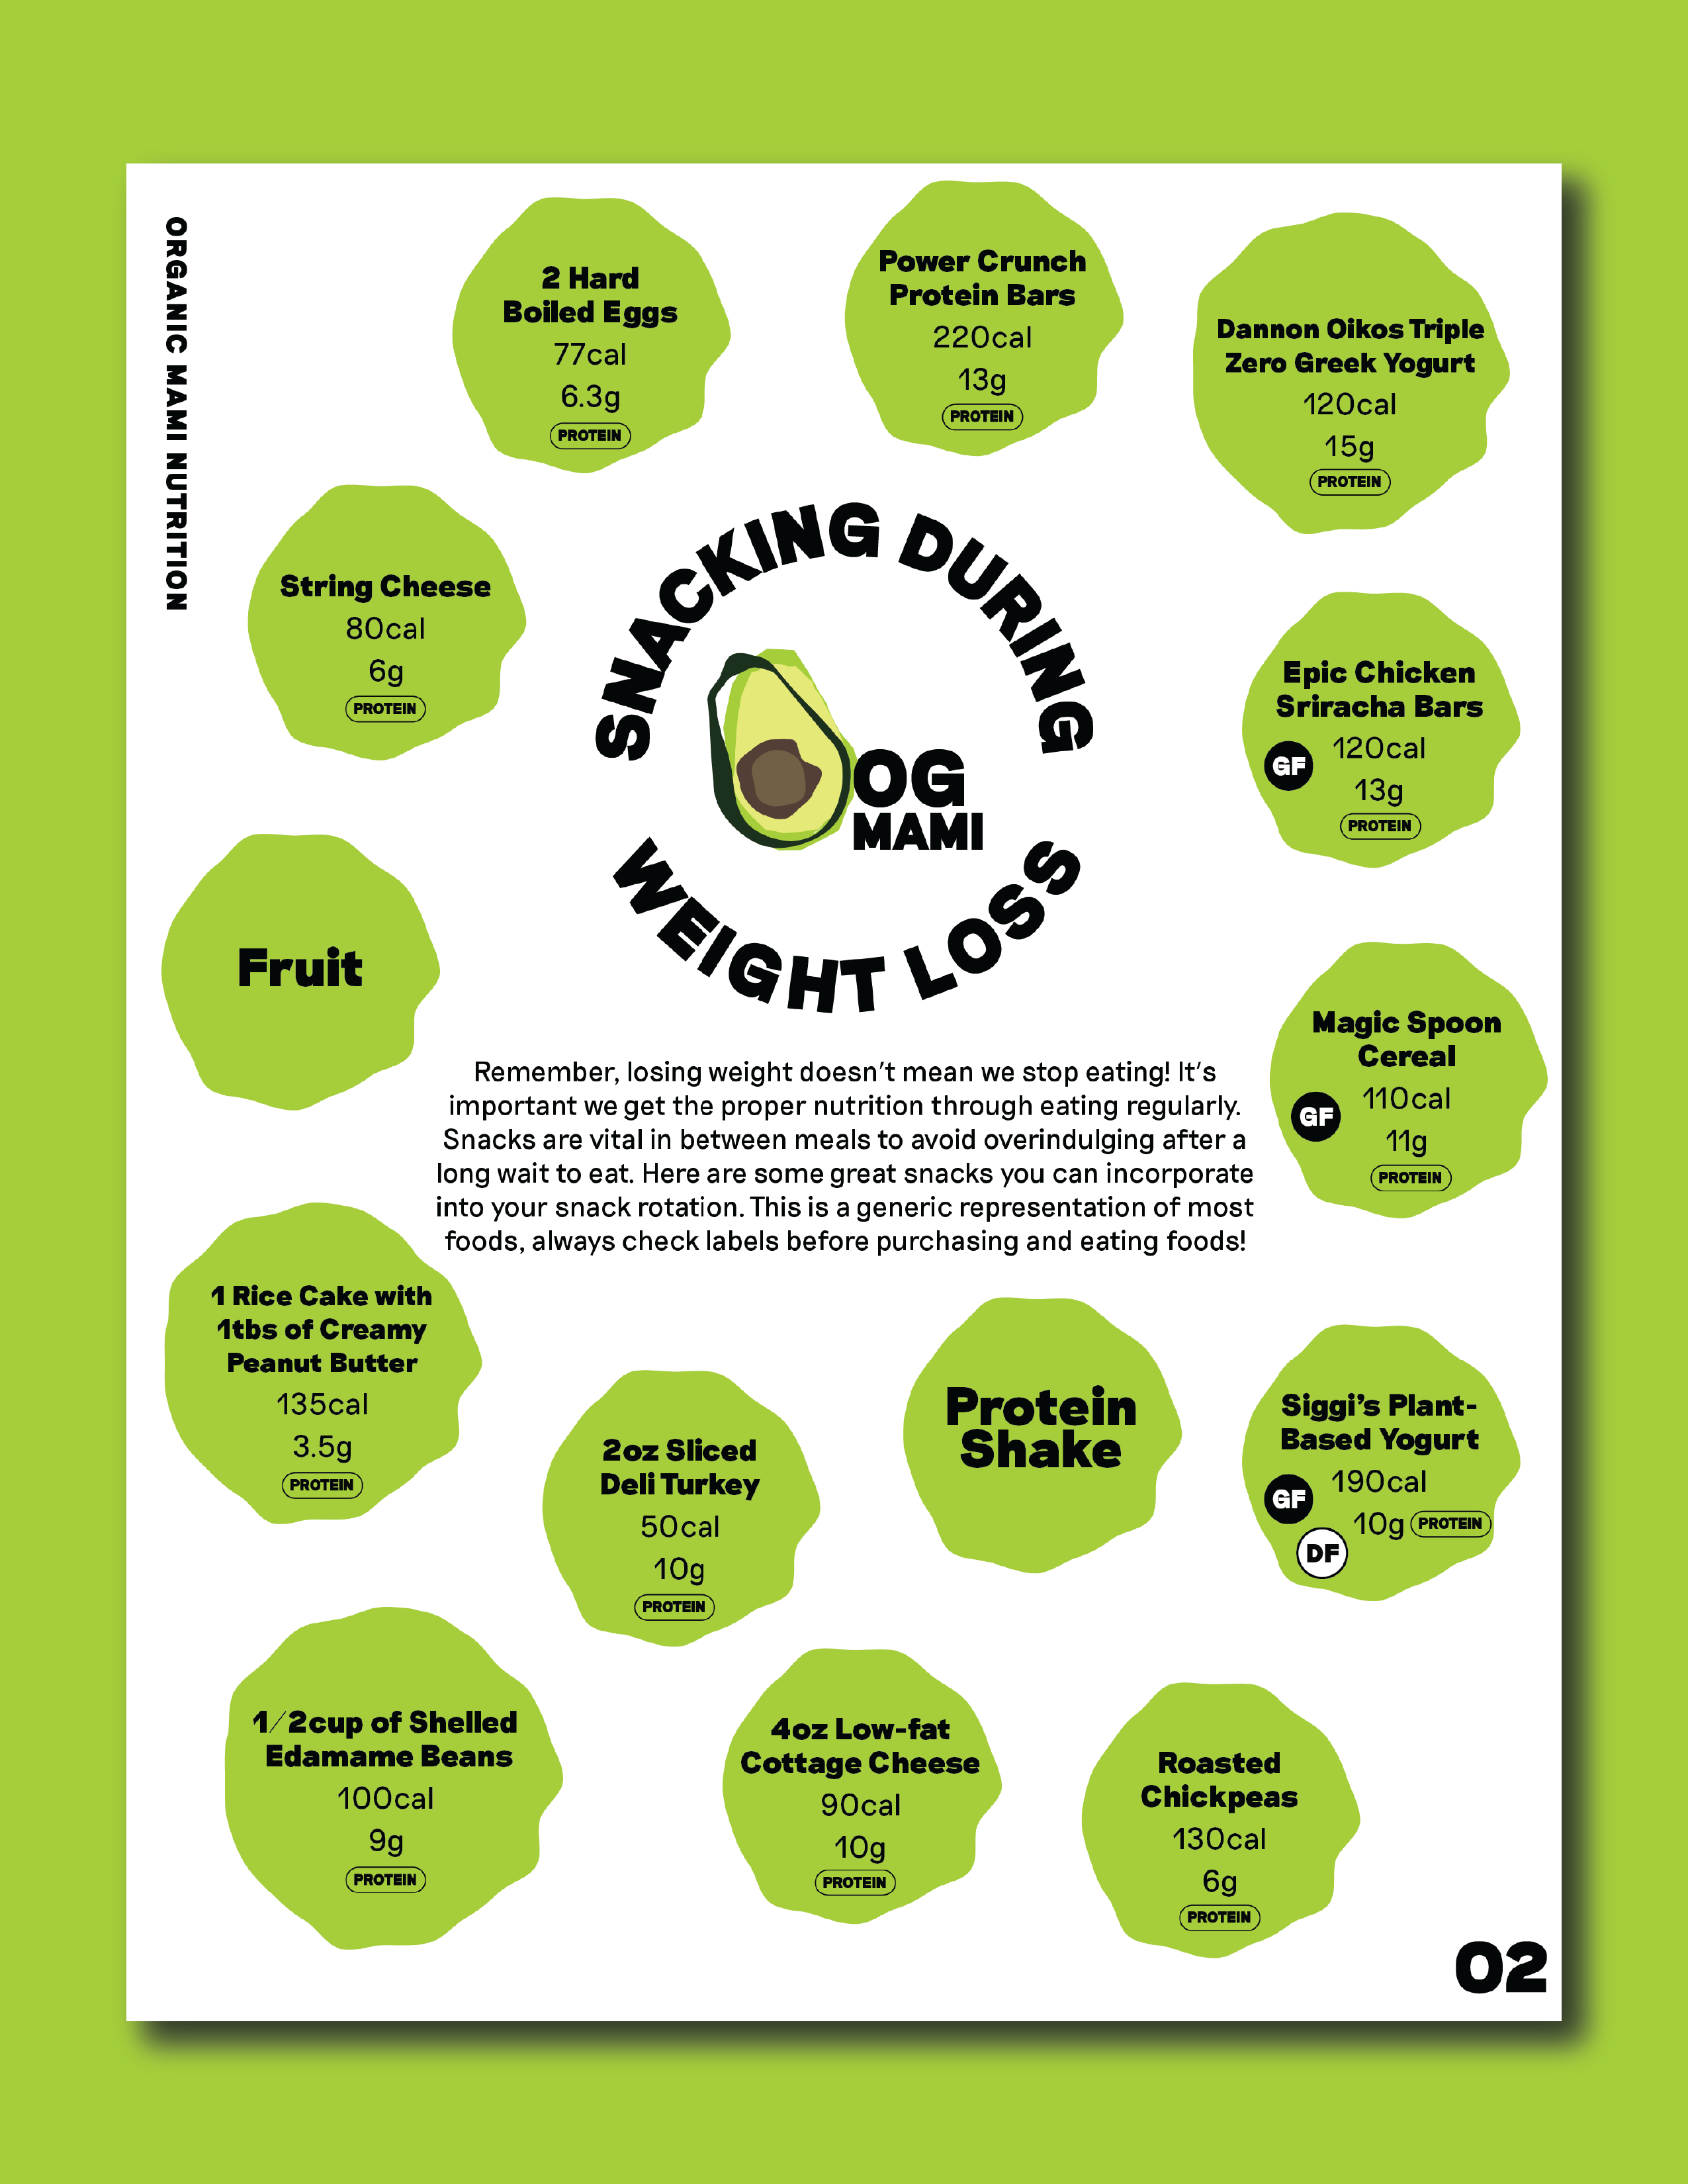 ORGANIC MAMI NUTRITION
2 Hard
Boiled Eggs
77cal
6.3g
PROTEIN
Power Crunch
Protein Bars
220cal
13g
PROTEIN
Dannon Oikos Triple
Zero Greek Yogurt
120cal
15g
PROTEIN
String Cheese
80cal
6g
PROTEIN
SNACKING DURING
OG
MAMI
WEIGHT LOSS
Epic Chicken
Sriracha Bars
GF
120cal
13g
PROTEIN
Fruit
Magic Spoon
Cereal
GF
110cal
11g
PROTEIN
Remember, losing weight doesn't mean we stop eating! It's
important we get the proper nutrition through eating regularly.
Snacks are vital in between meals to avoid overindulging after a
long wait to eat. Here are some great snacks you can incorporate
into your snack rotation. This is a generic representation of most
foods, always check labels before purchasing and eating foods!
1 Rice Cake with
1tbs of Creamy
Peanut Butter
135cal
3.5g
PROTEIN
2oz Sliced
Deli Turkey
50cal
10g
PROTEIN
Protein
Shake
Siggi's Plant-
Based Yogurt
GF
190cal
10g PROTEIN
DF
1/2cup of Shelled
Edamame Beans
100cal
9g
PROTEIN
4oz Low-fat
Cottage Cheese
90cal
10g
PROTEIN
Roasted
Chickpeas
130cal
6g
PROTEIN
02